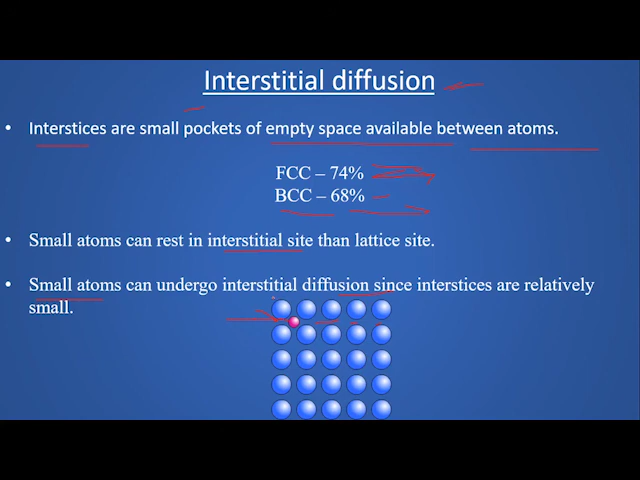 Interstitial diffusion
• Interstices are small pockets of empty space available between atoms.
FCC – 74%
BCC – 68%
• Small atoms can rest in interstitial site than lattice site.
• Small atoms can undergo interstitial diffusion since interstices are relatively
small.